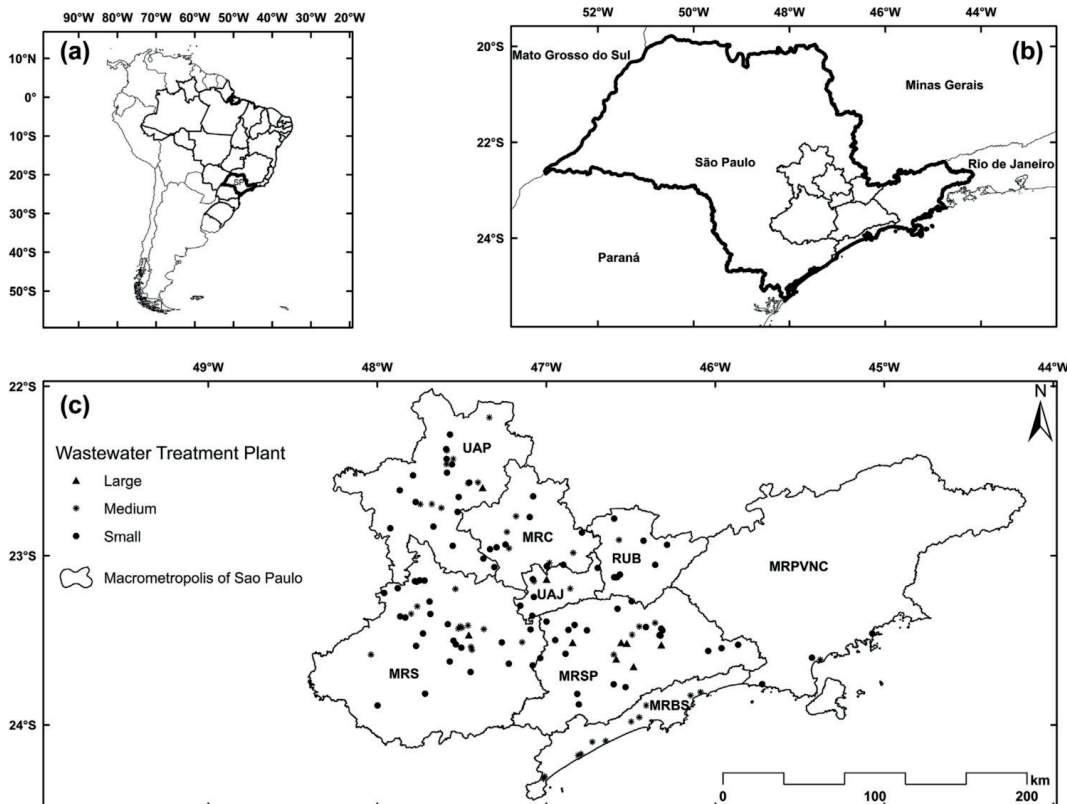 90°W 80°W 70°W 60°W 50°W 40°W 30°W 20°W
(a)
10°N
0°
10°S
20°S
30°S
40°S
50°S
SP
52°W 50°W 48°W 46°W 44°W
(b)
20°S
22°S
24°S
Mato Grosso do Sul
Minas Gerais
São Paulo
Rio de Janeiro
Paraná
49°W 48°W 47°W 46°W 45°W 44°W
22°S
23°S
24°S
(c)
N
Wastewater Treatment Plant
Large
Medium
Small
Macrometropolis of Sao Paulo
UAP
MRC
RUB
MRPVNC
UAJ
MRS
MRSP
MRBS
km
0 100 200